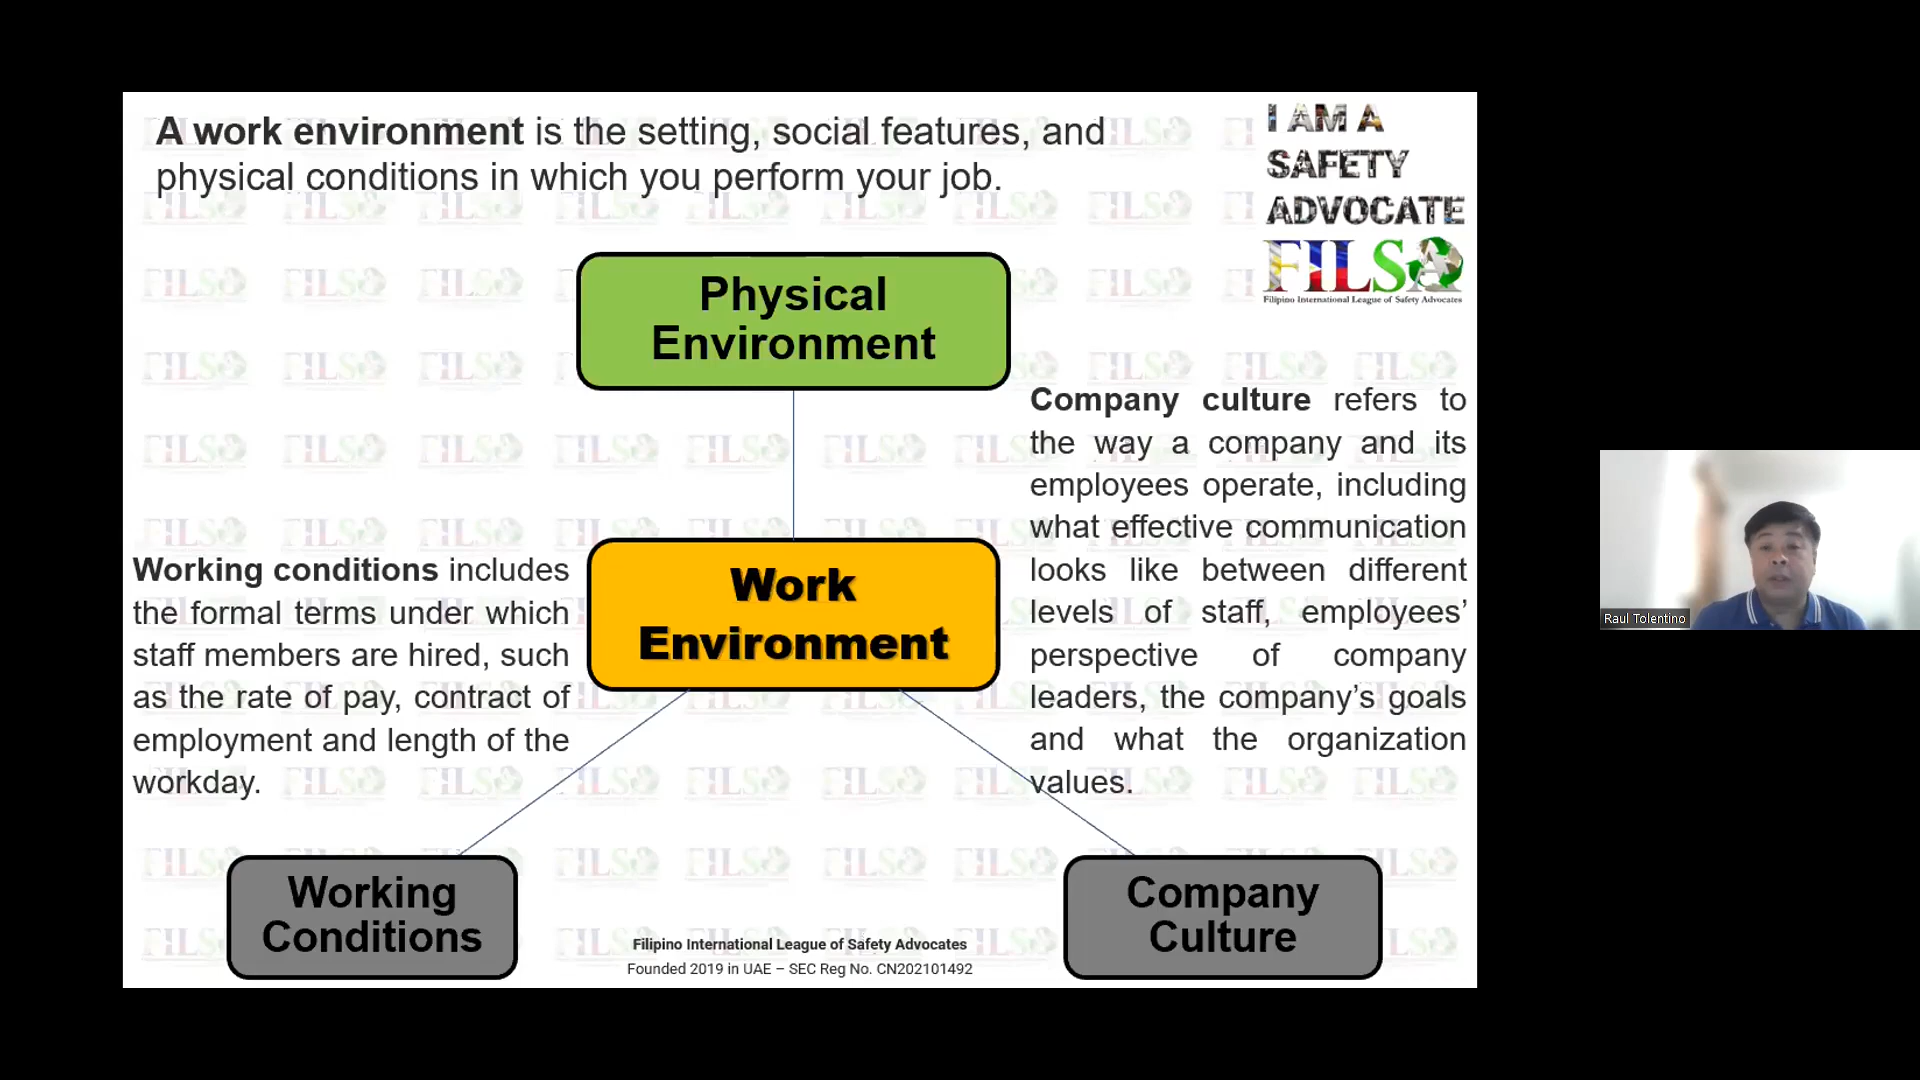 A work environment is the setting, social features, and
physical conditions in which you perform your job.
I AM A
SAFETY
ADVOCATE
FILSA
Filipino International League of Safety Advocates
Physical
Environment
Company culture refers to
the way a company and its
employees operate, including
what effective communication
looks like between different
levels of staff, employees’
perspective of company
leaders, the company’s goals
and what the organization
values.
Working conditions includes
the formal terms under which
staff members are hired, such
as the rate of pay, contract of
employment and length of the
workday.
Work
Environment
Working
Conditions
Company
Culture
Filipino International League of Safety Advocates
Founded 2019 in UAE – SEC Reg No. CN202101492
Raul Tolentino